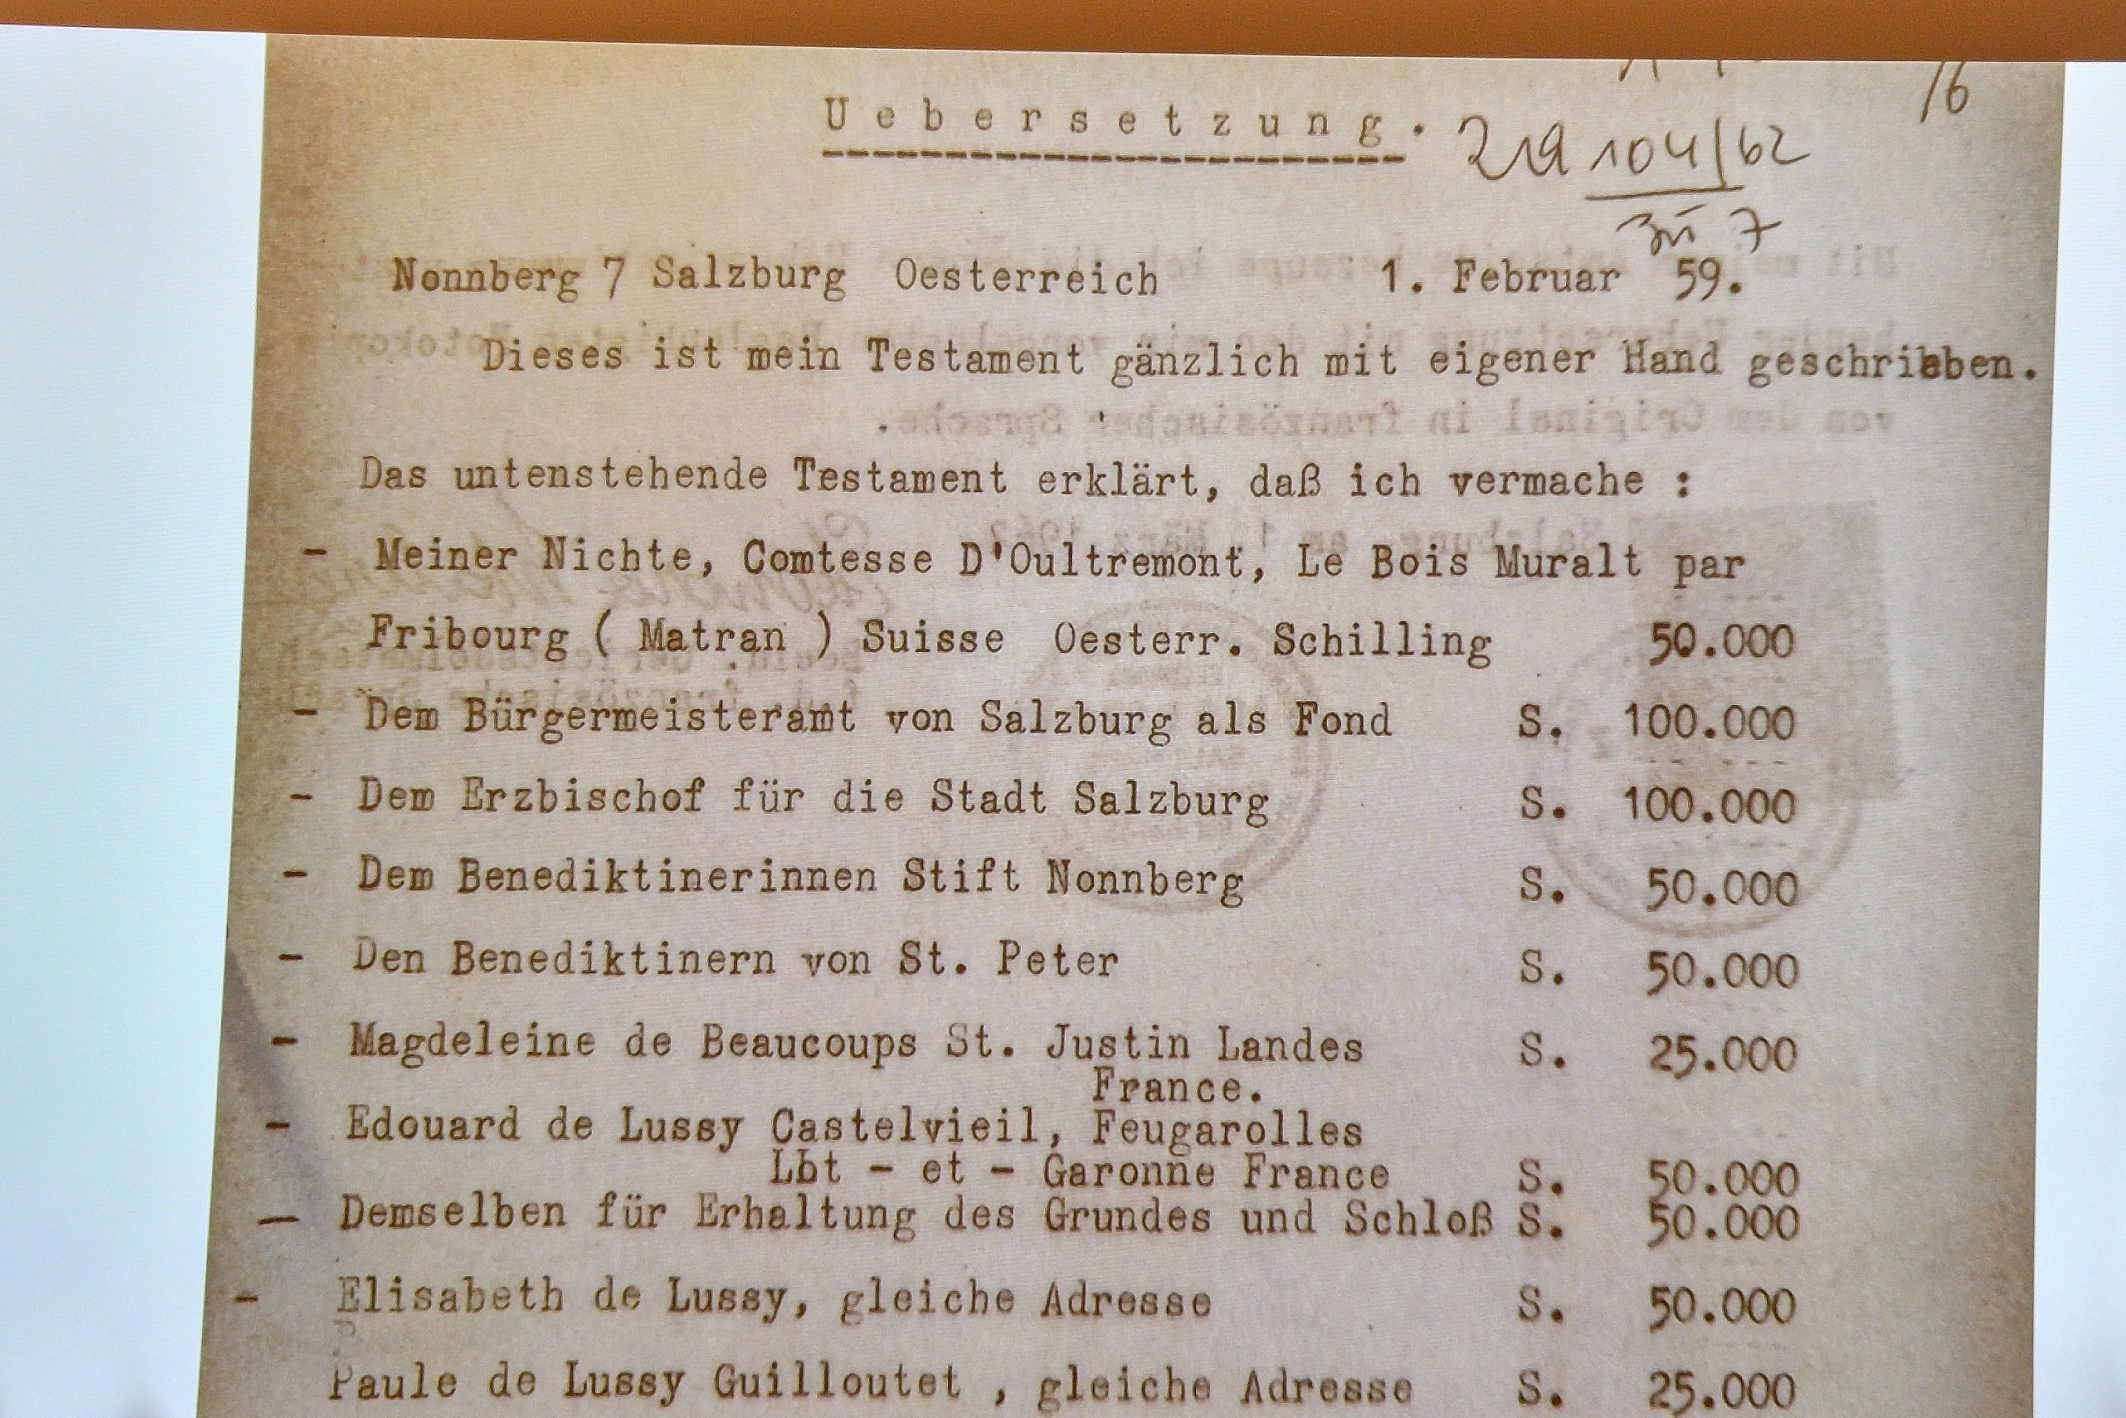 Uebersetzung.
16
104/62
zu 7
Nonnberg 7 Salzburg Oesterreich 1. Februar 59.
Dieses ist mein Testament gänzlich mit eigener Hand geschrieben.
Das untenstehende Testament erklärt, daß ich vermache :
- Meiner Nichte, Comtesse D'Oultremont, Le Bois Muralt par
Fribourg ( Matran ) Suisse Oesterr. Schilling 50.000
- Dem Bürgermeisteramt von Salzburg als Fond S. 100.000
- Dem Erzbischof für die Stadt Salzburg S. 100.000
- Dem Benediktinerinnen Stift Nonnberg S. 50.000
- Den Benediktinern von St. Peter S. 50.000
- Magdeleine de Beaucoups St. Justin Landes S. 25.000
France.
- Edouard de Lussy Castelvieil, Feugarolles
Lot - et - Garonne France S. 50.000
- Demselben für Erhaltung des Grundes und Schloß S. 50.000
- Elisabeth de Lussy, gleiche Adresse S. 50.000
Paule de Lussy Guilloutet , gleiche Adresse S. 25.000